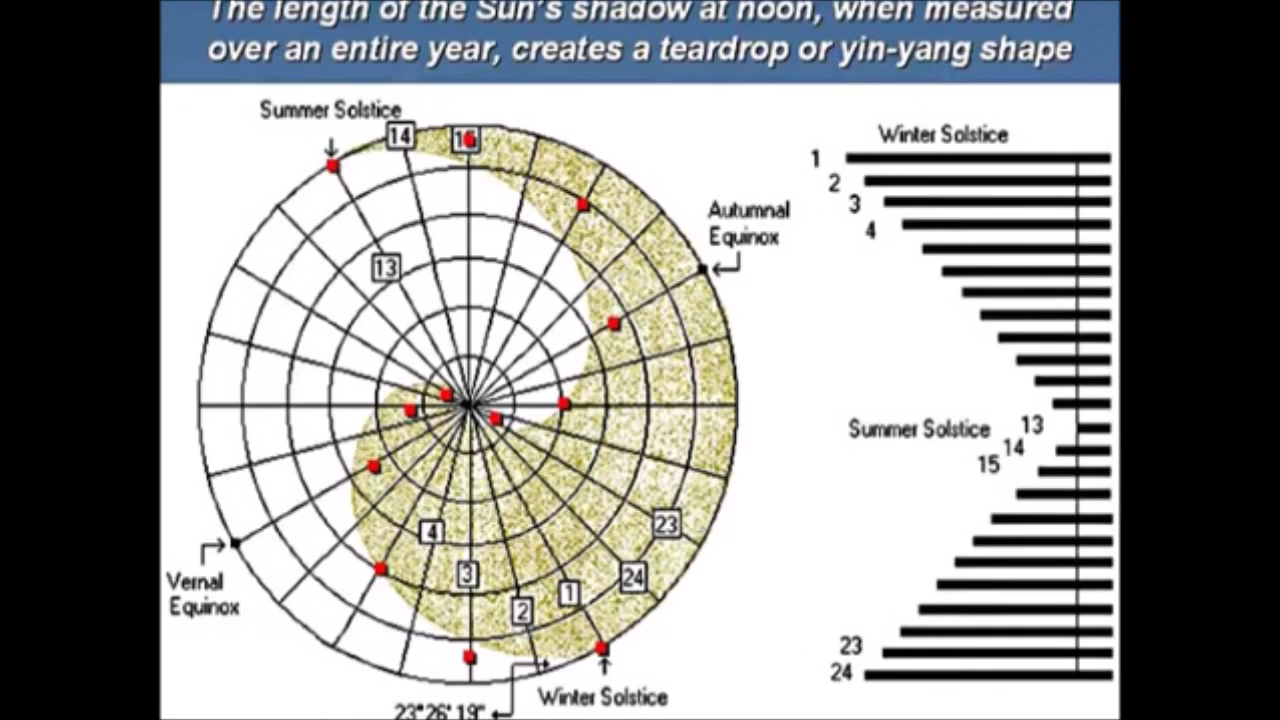 The length of the Sun's shadow at noon, when measured
over an entire year, creates a teardrop or yin-yang shape
Summer Solstice
14
13
Autumnal
Equinox
Vernal
Equinox
4
3
2
1
24
23
Winter Solstice
23°26' 19"
Winter Solstice
1
2
3
4
Summer Solstice
13
14
15
23
24